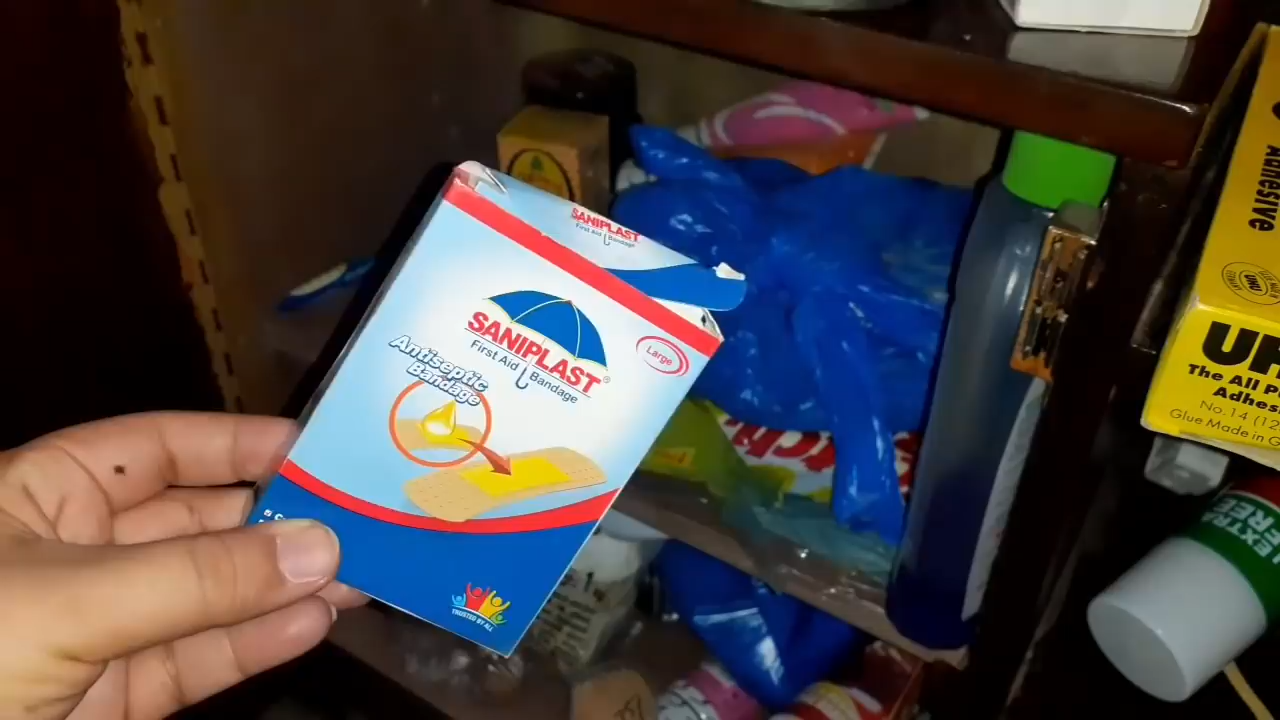 SANIPLAST
First Aid Bandage
SANIPLAST®
First Aid Bandage
Large
Antiseptic
Bandage
TRUSTED BY ALL
Adhesive
UHU
The All P
Adhes
No.14 (12
Glue Made in G
EXTRA